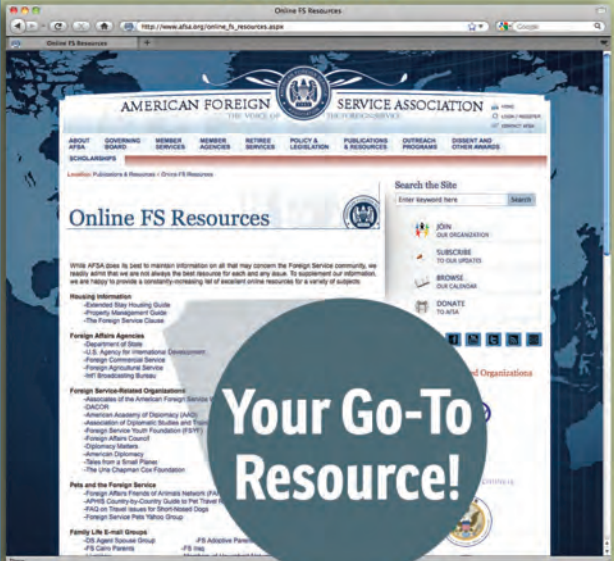 Online FS Resources
http://www.afsa.org/online_fs_resources.aspx
Google
Online FS Resources
AMERICAN FOREIGN SERVICE ASSOCIATION
THE VOICE OF THE FOREIGN SERVICE
HOME
LOGIN / REGISTER
CONTACT AFSA
ABOUT AFSA
GOVERNING BOARD
MEMBER SERVICES
MEMBER AGENCIES
RETIREE SERVICES
POLICY & LEGISLATION
PUBLICATIONS & RESOURCES
OUTREACH PROGRAMS
DISSENT AND OTHER AWARDS
SCHOLARSHIPS
Location: Publications & Resources > Online FS Resources
Online FS Resources
While AFSA does its best to maintain information on all that may concern the Foreign Service community, we
readily admit that we are not always the best resource for each and any issue. To supplement our information,
we are happy to provide a constantly-increasing list of excellent online resources for a variety of subjects.
Housing Information
-Extended Stay Housing Guide
-Property Management Guide
-The Foreign Service Clause
Foreign Affairs Agencies
-Department of State
-U.S. Agency for International Development
-Foreign Commercial Service
-Foreign Agricultural Service
-Int'l Broadcasting Bureau
Foreign Service-Related Organizations
-Associates of the American Foreign Service
-DACOR
-American Academy of Diplomacy (AAD)
-Association of Diplomatic Studies and
-Foreign Service Youth Foundation (FSYF)
-Foreign Affairs Council
-Diplomacy Matters
-American Diplomacy
-Tales from a Small Planet
-The Una Chapman Cox Foundation
Pets and the Foreign Service
-Foreign Affairs Friends of Animals Network
-APHIS Country-by-Country Guide to Pet Travel
-FAQ on Travel Issues for Short-Nosed Dogs
-Foreign Service Pets Yahoo Group
Family Life E-mail Groups
-DS Agent Spouse Group
-FS Adoptive
-FS Cairo Parents
-FS Iraq
Search the Site
Enter keyword here
Search
JOIN
OUR ORGANIZATION
SUBSCRIBE
TO OUR UPDATES
BROWSE
OUR CALENDAR
DONATE
TO AFSA
Organizations
Your Go-To
Resource!